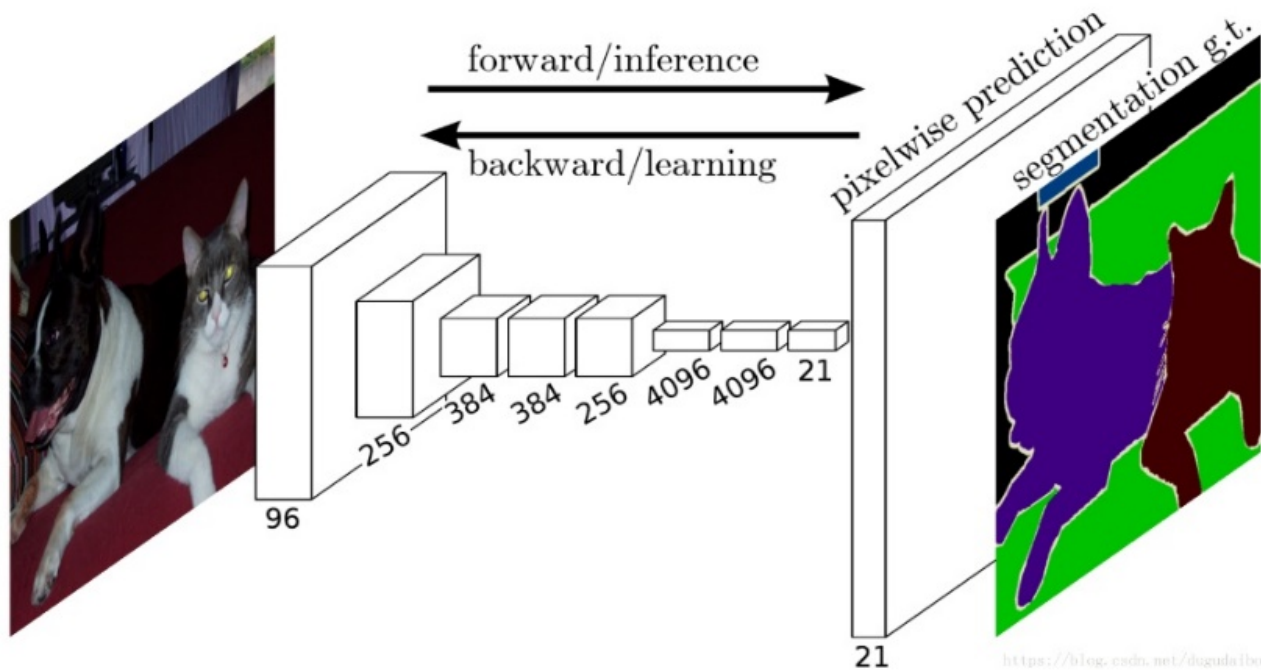 forward/inference
backward/learning
pixelwise prediction
segmentation g.t.
96
256
384
384
256
4096
4096
21
21
https://blog.csdn.net/dugudaibo